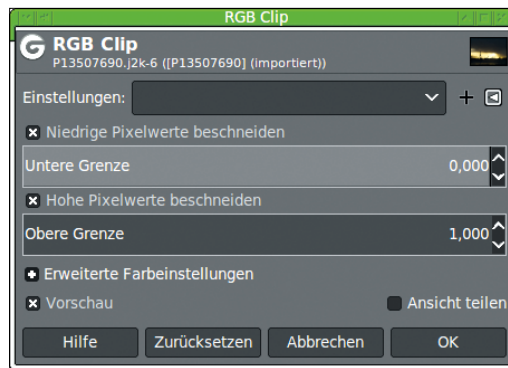 RGB Clip
RGB Clip
P13507690.j2k-6 ([P13507690] (importiert))
Einstellungen:
Niedrige Pixelwerte beschneiden
Untere Grenze 0,000
Hohe Pixelwerte beschneiden
Obere Grenze 1,000
Erweiterte Farbeinstellungen
Vorschau Ansicht teilen
Hilfe Zurücksetzen Abbrechen OK